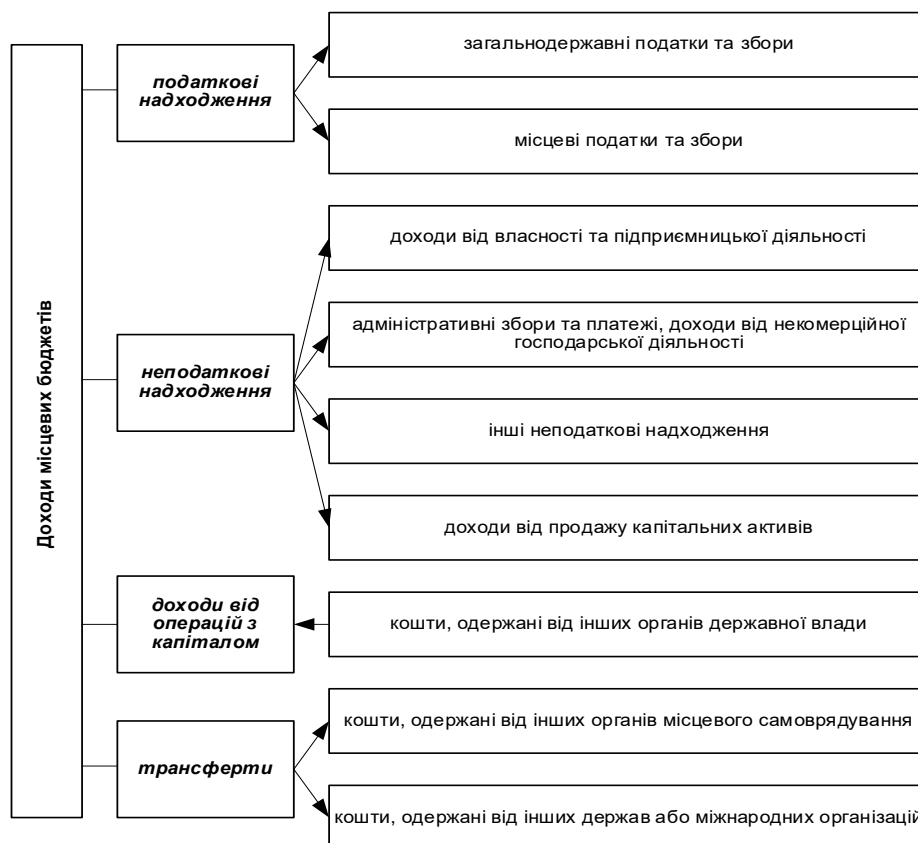 Доходи місцевих бюджетів
податкові
надходження
загальнодержавні податки та збори
місцеві податки та збори
неподаткові
надходження
доходи від власності та підприємницької діяльності
адміністративні збори та платежі, доходи від некомерційної
господарської діяльності
інші неподаткові надходження
доходи від продажу капітальних активів
доходи від
операцій з
капіталом
кошти, одержані від інших органів державної влади
трансферти
кошти, одержані від інших органів місцевого самоврядування
кошти, одержані від інших держав або міжнародних організацій